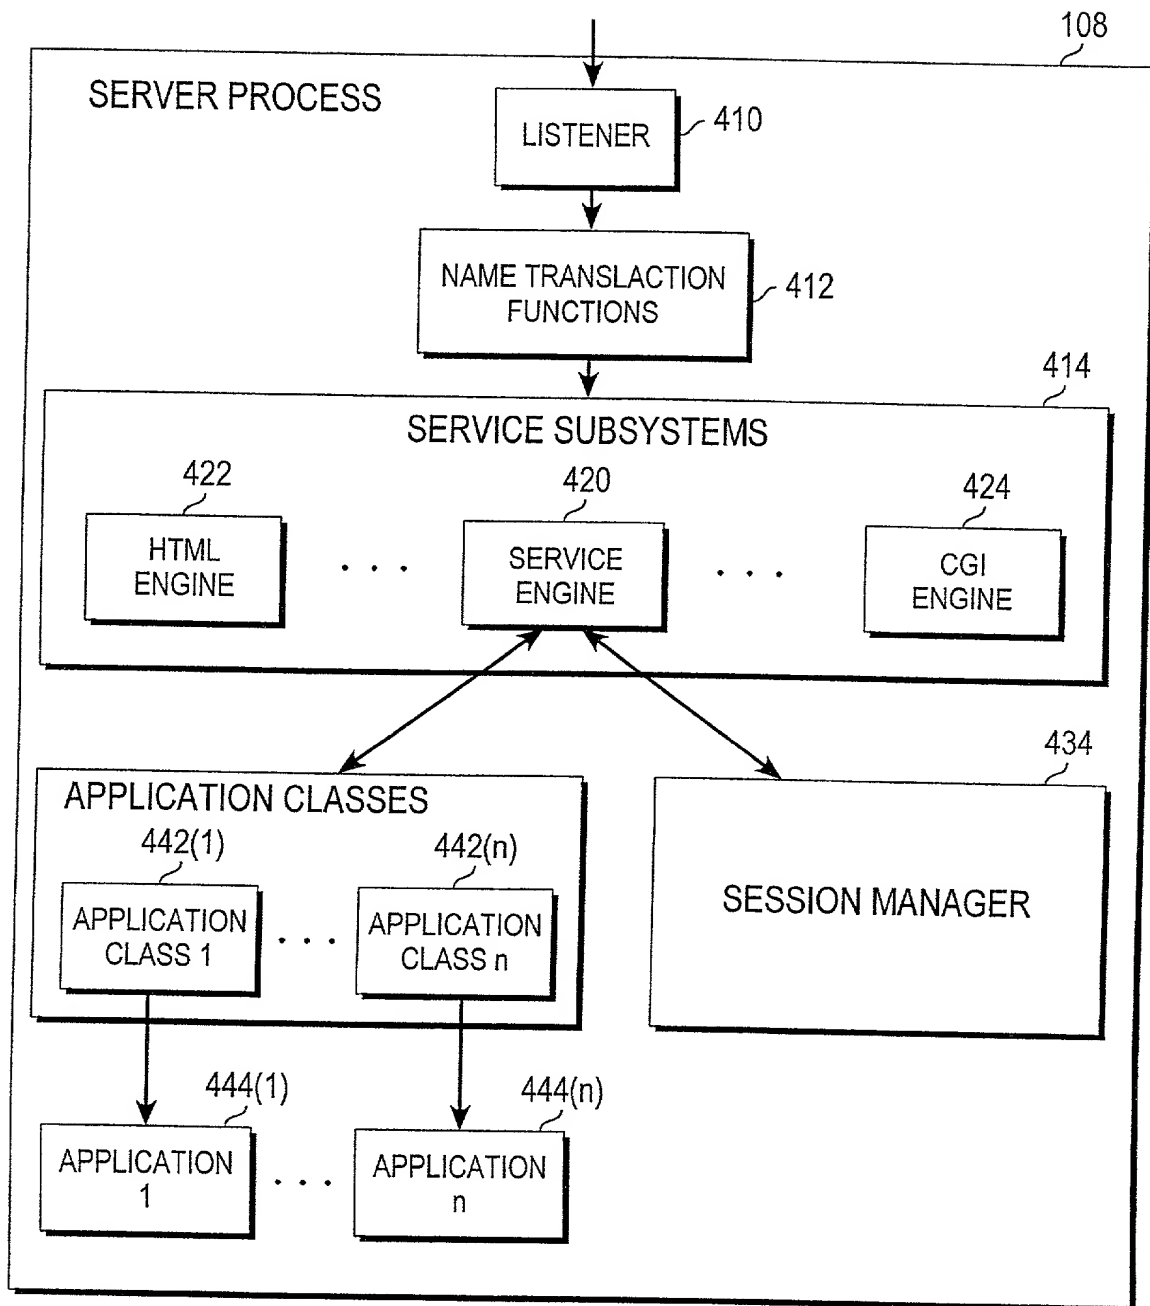 108
SERVER PROCESS
LISTENER
410
NAME TRANSLACTION
FUNCTIONS
412
414
SERVICE SUBSYSTEMS
422
420
424
HTML
ENGINE
. . .
SERVICE
ENGINE
. . .
CGI
ENGINE
434
APPLICATION CLASSES
442(1)
442(n)
APPLICATION
CLASS 1
. . .
APPLICATION
CLASS n
SESSION MANAGER
444(1)
444(n)
APPLICATION
1
. . .
APPLICATION
n